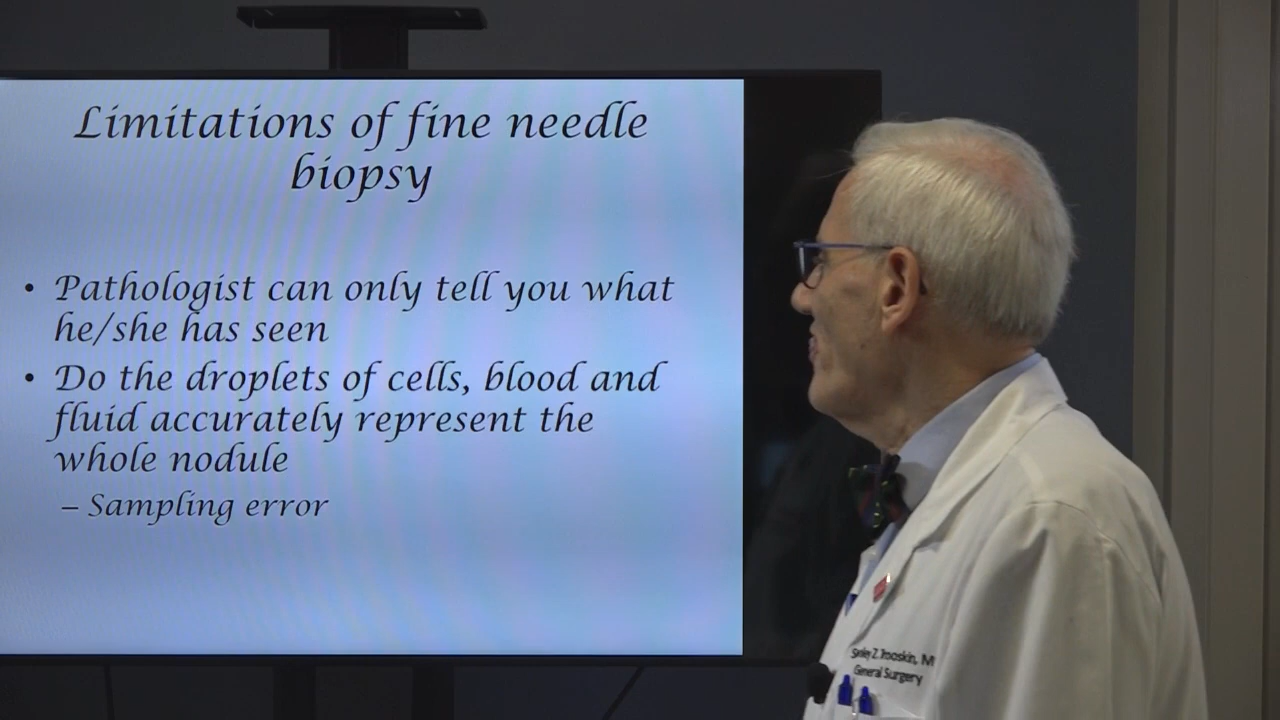 Limitations of fine needle
biopsy
• Pathologist can only tell you what
he/she has seen
• Do the droplets of cells, blood and
fluid accurately represent the
whole nodule
– Sampling error
Z. Trooskin, M
General Surgery